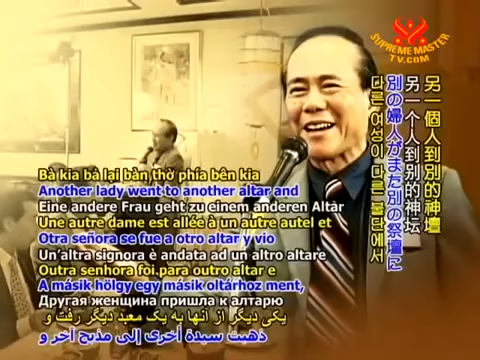 SUPREME MASTER
TV.COM
另一個人到別的神壇
另一个人到别的神坛
別の婦人がまた別の祭壇に
다른 여성이 다른 불단에서
Bà kia bá lại bàn thờ phía bên kia
Another lady went to another altar and
Eine andere Frau geht zu einem anderen Altar
Une autre dame est allée à un autre autel et
Otra señora se fue a otro altar y vio
Un'altra signora è andata ad un altro altare
Outra senhora foi para outro altar e
A másik hölgy egy másik oltárhoz ment,
Другая женщина пришла к алтарю
یکی دیگر از آنها به یک معبد دیگر رفت و
ذهبت سيدة أخرى إلى مذبح آخر و